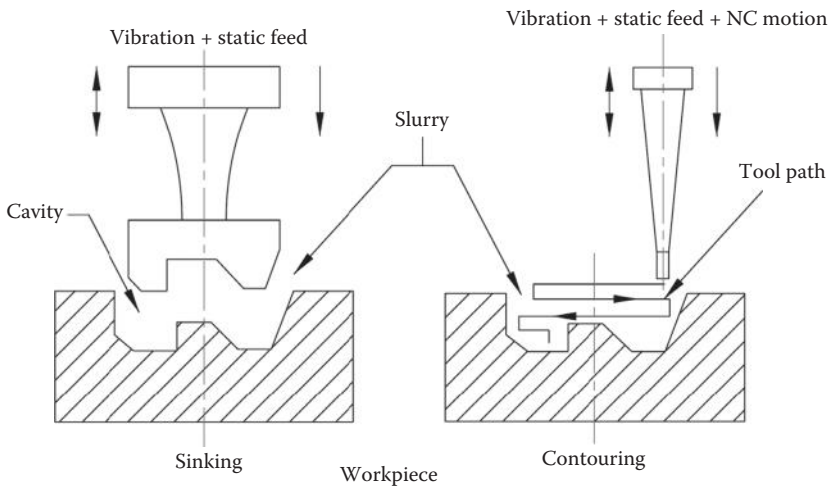 Vibration + static feed
Vibration + static feed + NC motion
Slurry
Tool path
Cavity
Sinking
Contouring
Workpiece